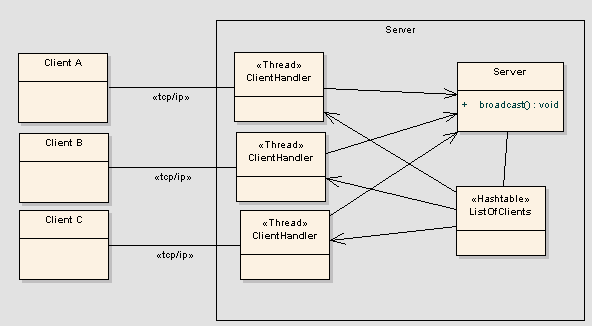 Server
Client A
«tcp/ip»
«Thread»
ClientHandler
Server
+ broadcast() : void
Client B
«tcp/ip»
«Thread»
ClientHandler
Client C
«tcp/ip»
«Thread»
ClientHandler
«Hashtable»
ListOfClients